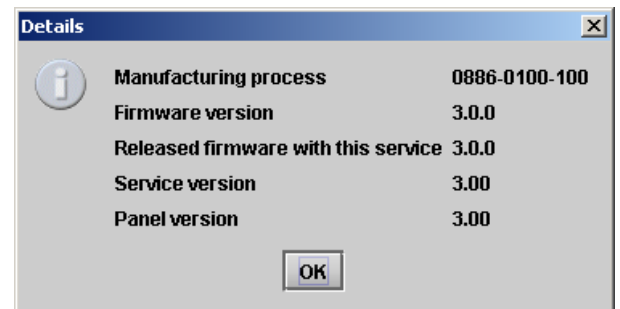 Details
Manufacturing process 0886-0100-100
Firmware version 3.0.0
Released firmware with this service 3.0.0
Service version 3.00
Panel version 3.00
OK